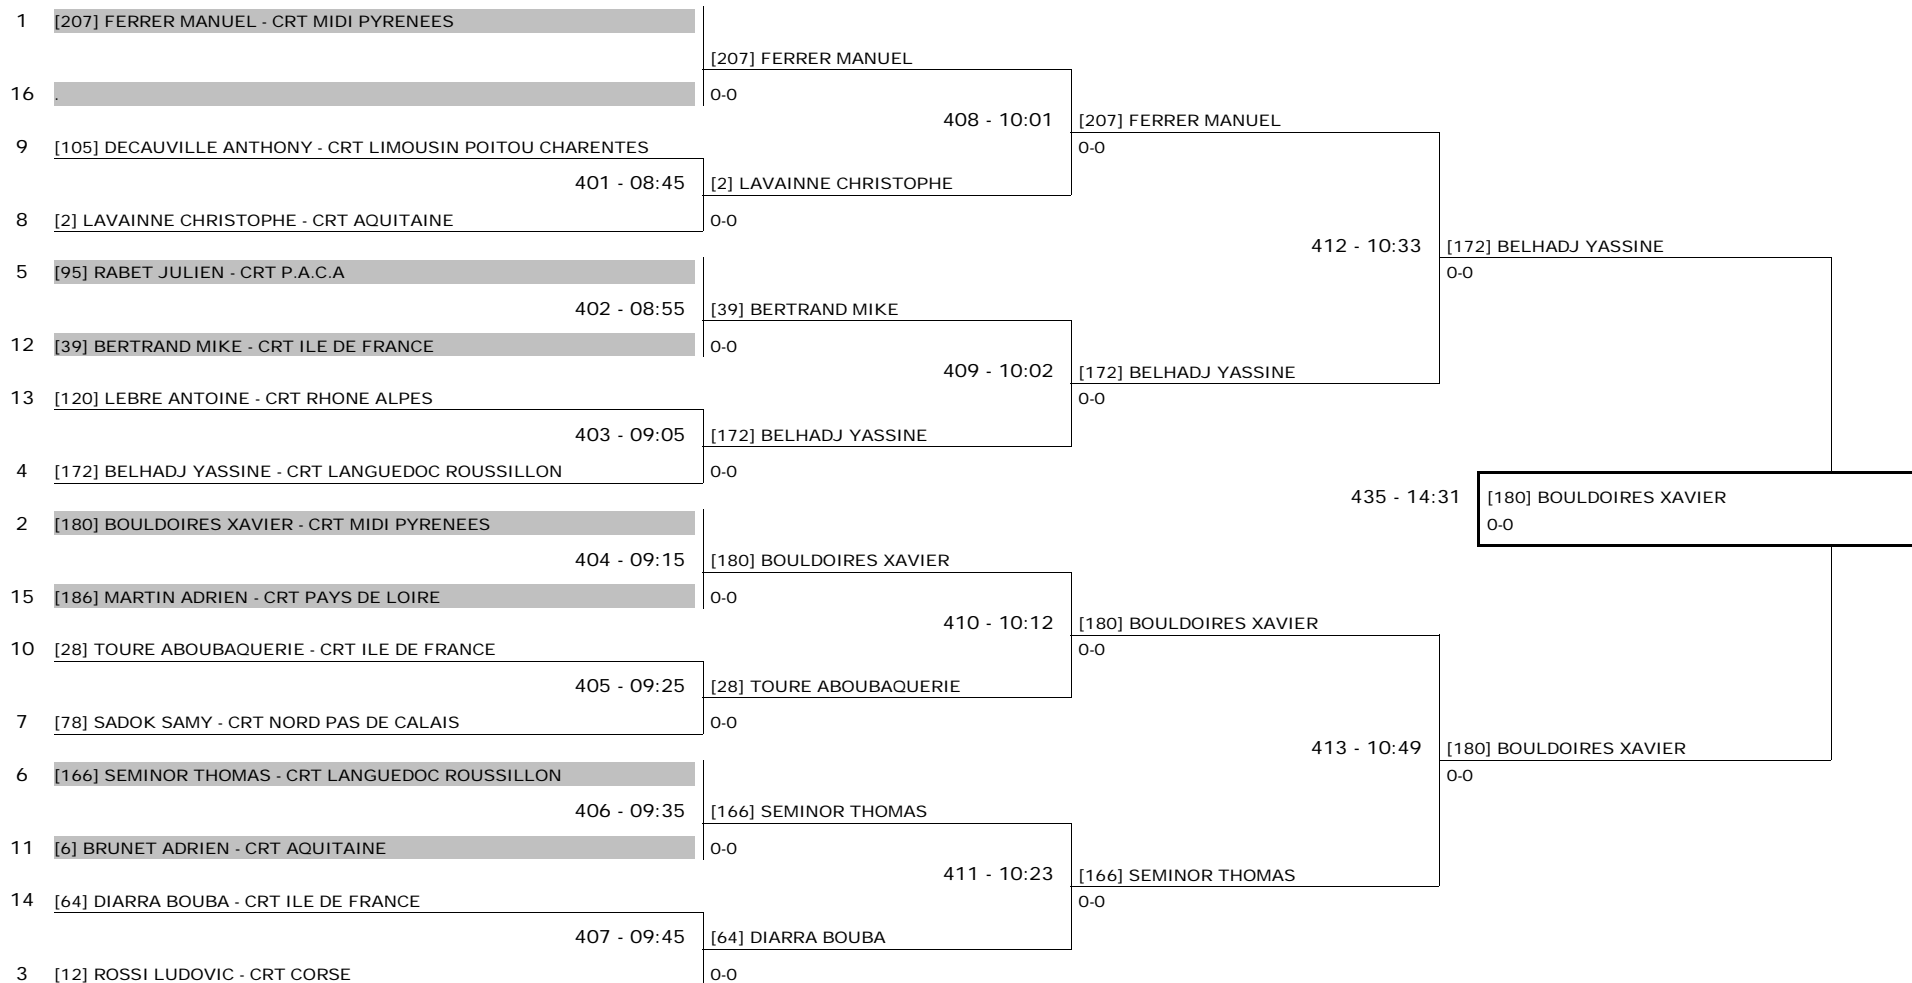 1 [207] FERRER MANUEL - CRT MIDI PYRENEES
[207] FERRER MANUEL
16 .
0-0
408 - 10:01
[207] FERRER MANUEL
9 [105] DECAUVILLE ANTHONY - CRT LIMOUSIN POITOU CHARENTES
0-0
401 - 08:45
[2] LAVAINNE CHRISTOPHE
8 [2] LAVAINNE CHRISTOPHE - CRT AQUITAINE
0-0
412 - 10:33
[172] BELHADJ YASSINE
5 [95] RABET JULIEN - CRT P.A.C.A
0-0
402 - 08:55
[39] BERTRAND MIKE
12 [39] BERTRAND MIKE - CRT ILE DE FRANCE
0-0
409 - 10:02
[172] BELHADJ YASSINE
13 [120] LEBRE ANTOINE - CRT RHONE ALPES
0-0
403 - 09:05
[172] BELHADJ YASSINE
4 [172] BELHADJ YASSINE - CRT LANGUEDOC ROUSSILLON
0-0
435 - 14:31
[180] BOULDOIRES XAVIER
2 [180] BOULDOIRES XAVIER - CRT MIDI PYRENEES
0-0
404 - 09:15
[180] BOULDOIRES XAVIER
15 [186] MARTIN ADRIEN - CRT PAYS DE LOIRE
0-0
410 - 10:12
[180] BOULDOIRES XAVIER
10 [28] TOURE ABOUBAQUERIE - CRT ILE DE FRANCE
0-0
405 - 09:25
[28] TOURE ABOUBAQUERIE
7 [78] SADOK SAMY - CRT NORD PAS DE CALAIS
0-0
413 - 10:49
[180] BOULDOIRES XAVIER
6 [166] SEMINOR THOMAS - CRT LANGUEDOC ROUSSILLON
0-0
406 - 09:35
[166] SEMINOR THOMAS
11 [6] BRUNET ADRIEN - CRT AQUITAINE
0-0
411 - 10:23
[166] SEMINOR THOMAS
14 [64] DIARRA BOUBA - CRT ILE DE FRANCE
0-0
407 - 09:45
[64] DIARRA BOUBA
3 [12] ROSSI LUDOVIC - CRT CORSE
0-0